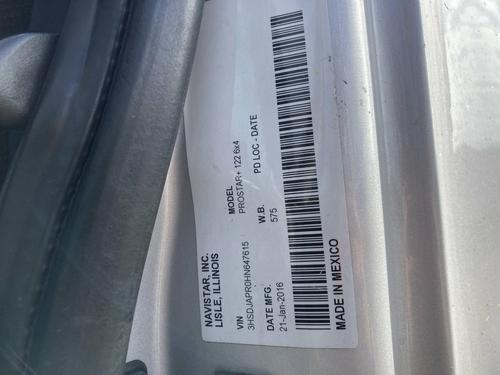 NAVISTAR, INC.
LISLE, ILLINOIS
VIN MODEL
3HSDJAPR0HN647615 PROSTAR+ 122 6x4
DATE MFG. W.B. PD LOC - DATE
21-Jan-2016 575
MADE IN MEXICO